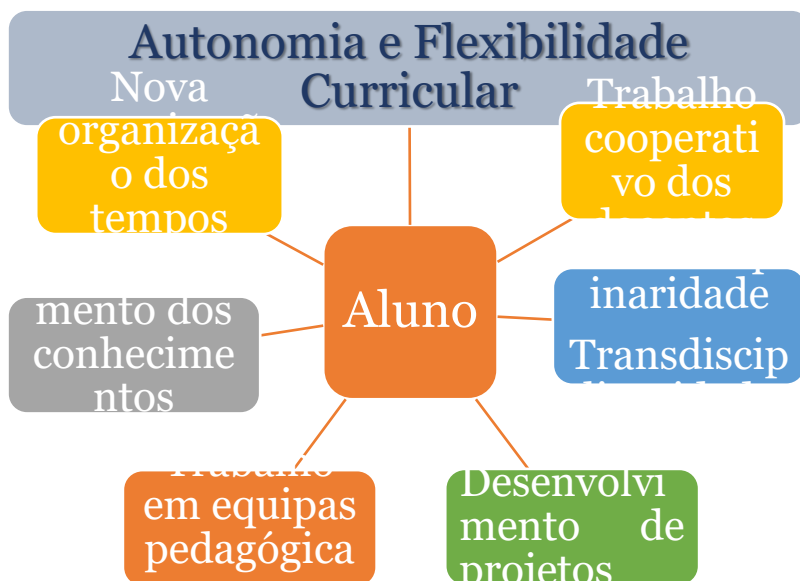 Autonomia e Flexibilidade
Curricular
Nova
organizaçã
o dos
tempos
Trabalho
cooperati
vo dos
Aluno
mento dos
conhecime
ntos
inaridade
Transdiscip
Trabalho
em equipas
pedagógica
Desenvolvi
mento de
projetos